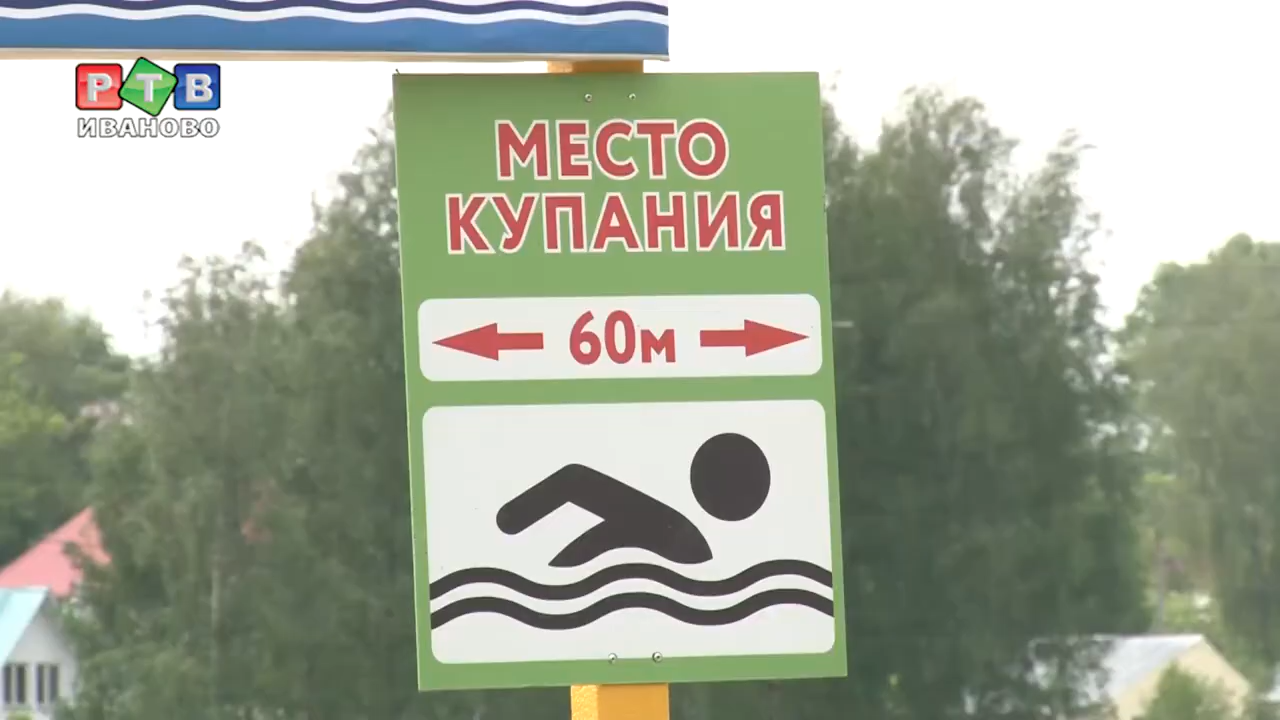 РТВ
ИВАНОВО
МЕСТО
КУПАНИЯ
60м